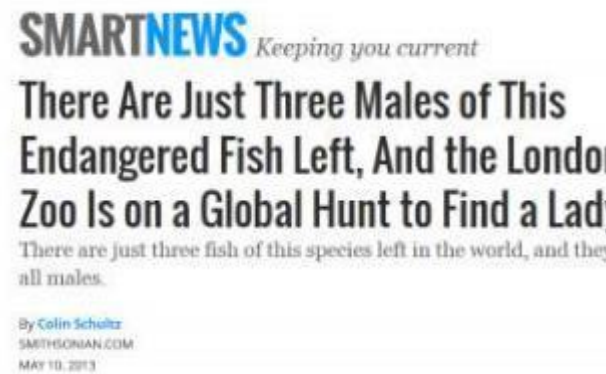 SMARTNEWS Keeping you current
There Are Just Three Males of This
Endangered Fish Left, And the London
Zoo Is on a Global Hunt to Find a Lady
There are just three fish of this species left in the world, and they
all males.
By Colin Schultz
SMITHSONIAN.COM
MAY 10, 2013